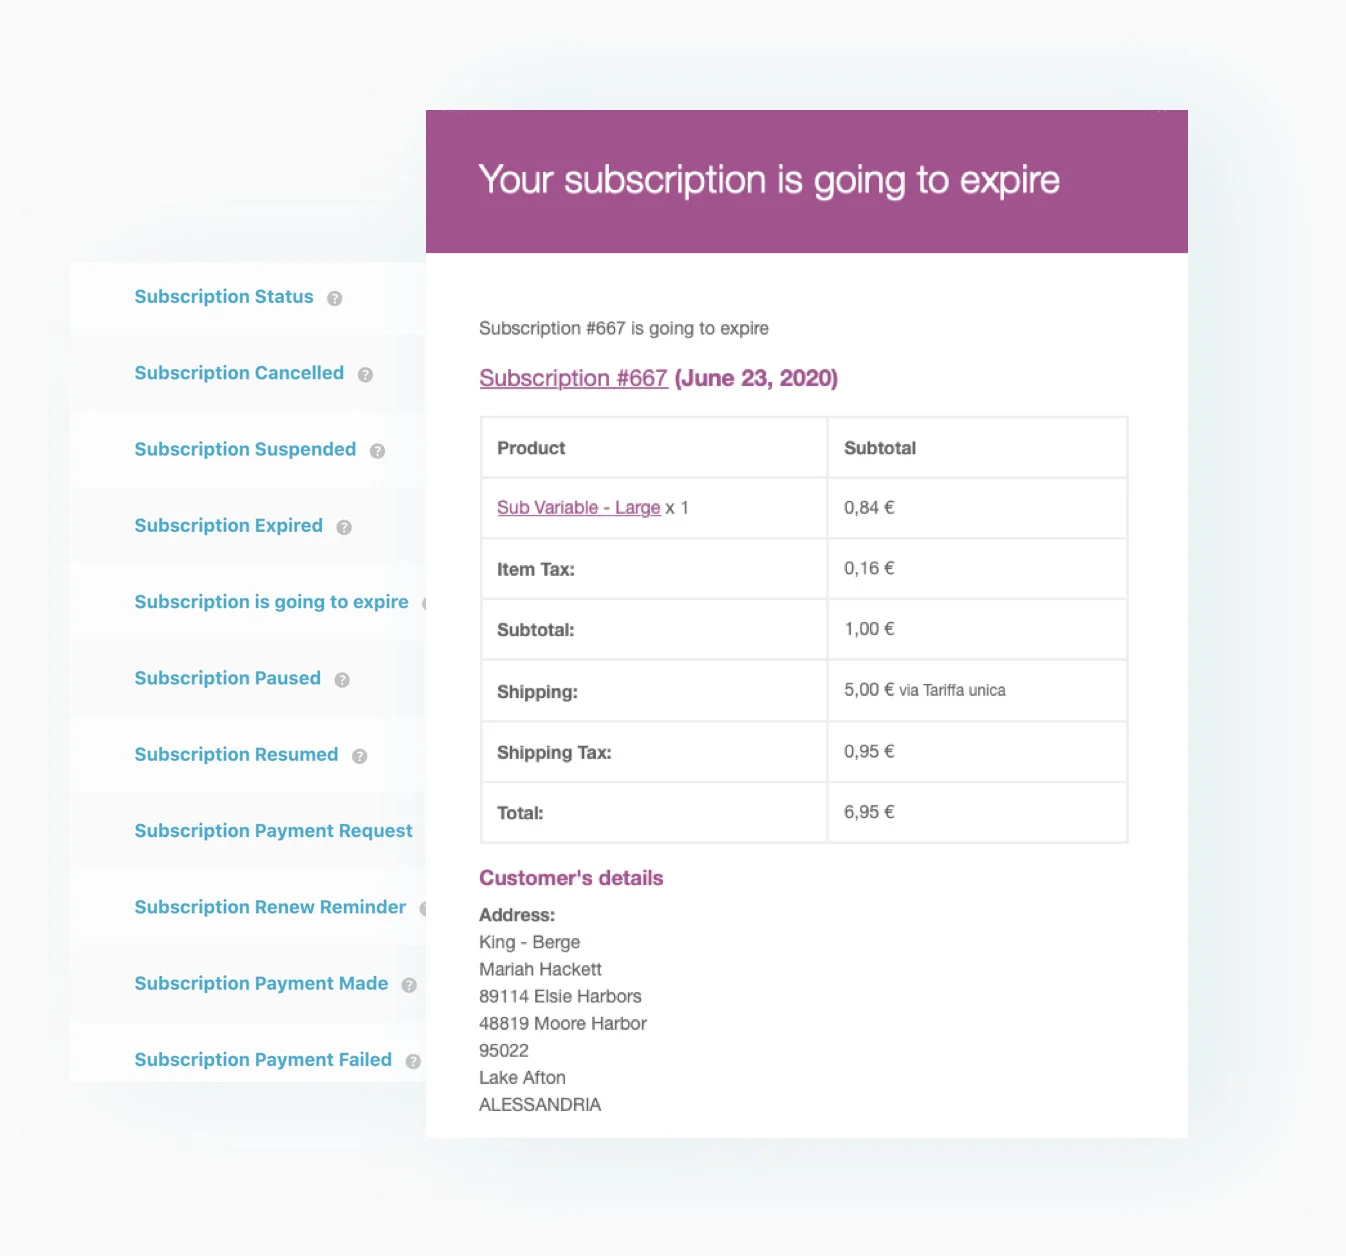 Your subscription is going to expire
Subscription Status
Subscription Cancelled
Subscription Suspended
Subscription Expired
Subscription is going to expire
Subscription Paused
Subscription Resumed
Subscription Payment Request
Subscription Renew Reminder
Subscription Payment Made
Subscription Payment Failed
Subscription #667 is going to expire
Subscription #667 (June 23, 2020)
Product Subtotal
Sub Variable - Large x 1 0,84 €
Item Tax: 0,16 €
Subtotal: 1,00 €
Shipping: 5,00 € via Tariffa unica
Shipping Tax: 0,95 €
Total: 6,95 €
Customer's details
Address:
King - Berge
Mariah Hackett
89114 Elsie Harbors
48819 Moore Harbor
95022
Lake Afton
ALESSANDRIA